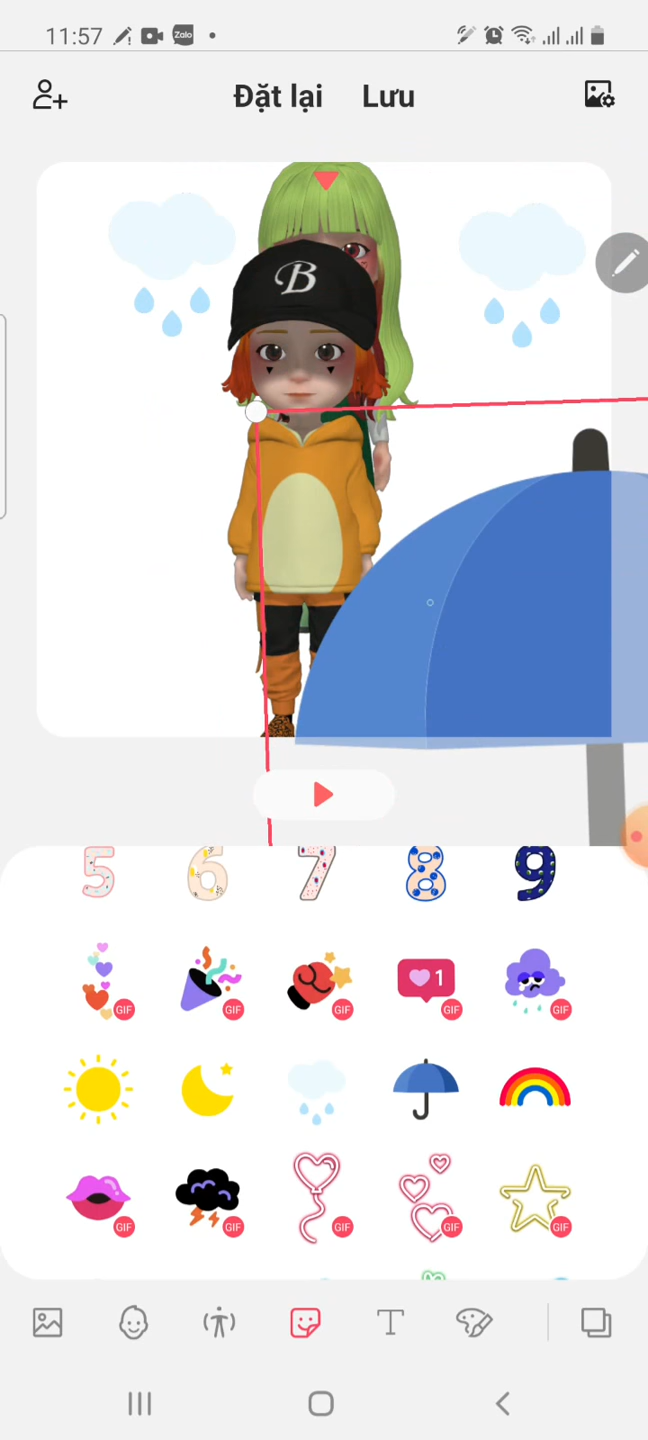 11:57 Zalo
Đặt lại Lưu
B
5 6 7 8 9
GIF GIF GIF 1 GIF GIF
GIF GIF GIF GIF GIF
T